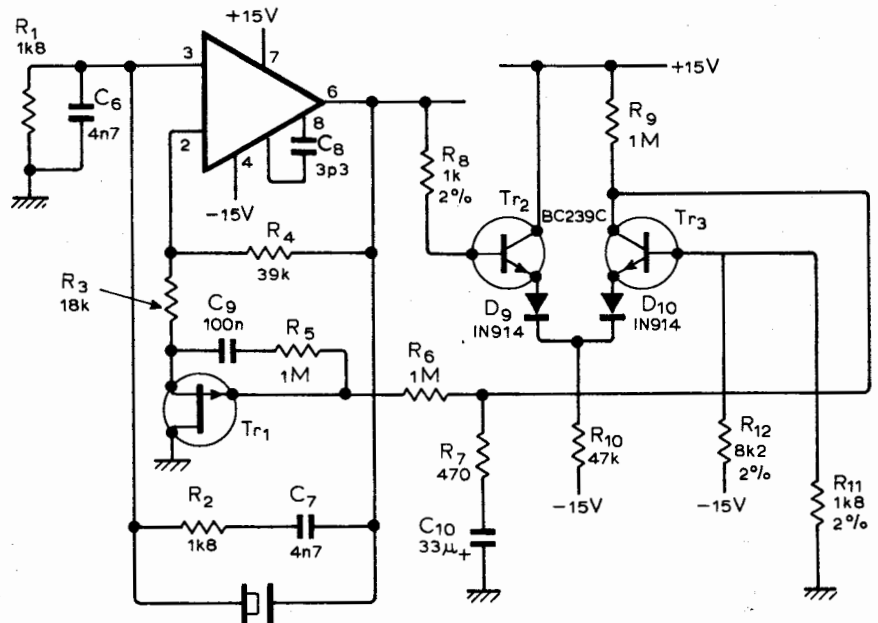 R1
1k8
C6
4n7
+15V
3
7
6
2
8
4
C8
3p3
-15V
R4
39k
R3
18k
C9
100n
R5
1M
Tr1
R2
1k8
C7
4n7
R8
1k
2%
+15V
R9
1M
Tr2
BC239C
Tr3
D9
IN914
D10
IN914
R6
1M
R7
470
C10
33μ+
R10
47k
-15V
R12
8k2
2%
-15V
R11
1k8
2%